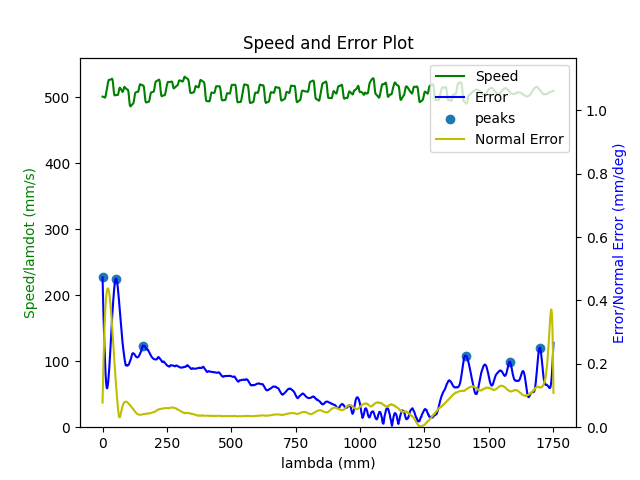 Speed and Error Plot
Speed
Error
peaks
Normal Error
500
400
300
200
100
0
Speed/lamdot (mm/s)
1.0
0.8
0.6
0.4
0.2
0.0
Error/Normal Error (mm/deg)
0 250 500 750 1000 1250 1500 1750
lambda (mm)